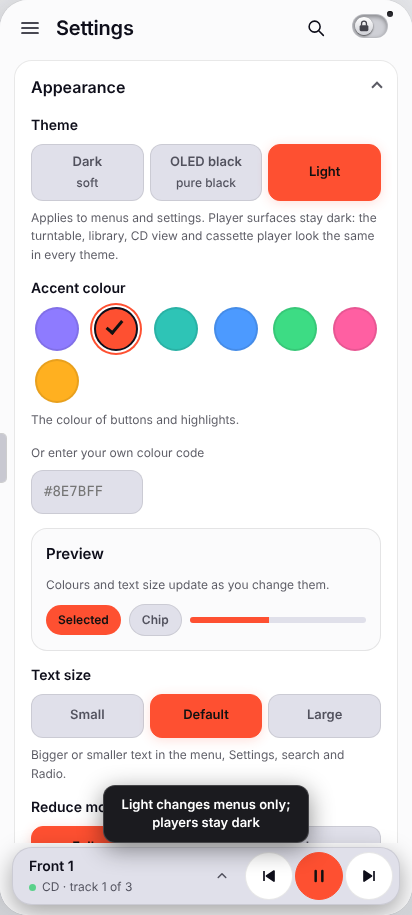 Settings
Appearance
Theme
Dark
soft
OLED black
pure black
Light
Applies to menus and settings. Player surfaces stay dark: the
turntable, library, CD view and cassette player look the same
in every theme.
Accent colour
The colour of buttons and highlights.
Or enter your own colour code
#8E7BFF
Preview
Colours and text size update as you change them.
Selected
Chip
Text size
Small
Default
Large
Bigger or smaller text in the menu, Settings, search and
Radio.
Reduce
Light changes menus only;
players stay dark
Front 1
CD · track 1 of 3